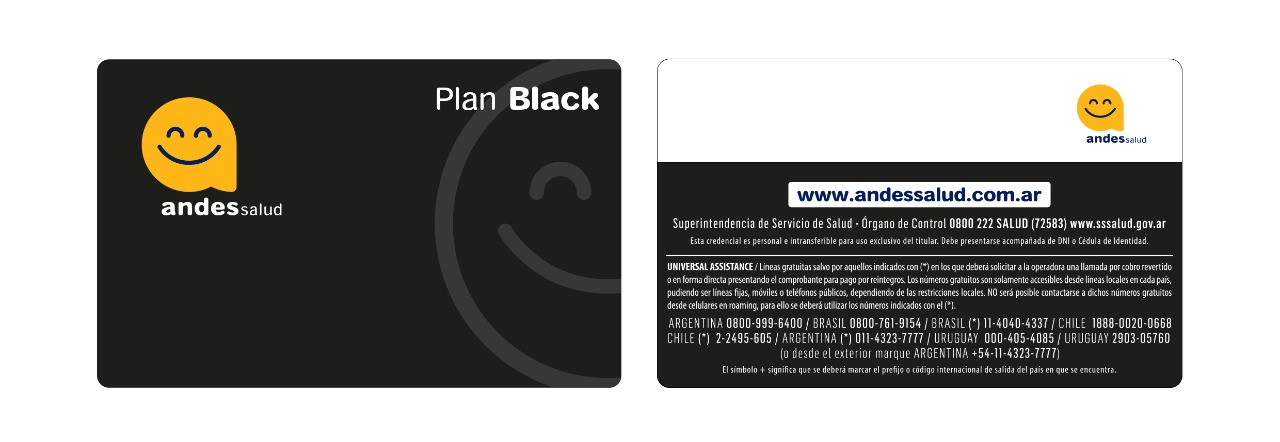 Plan Black
andessalud
andessalud
www.andessalud.com.ar
Superintendencia de Servicio de Salud · Órgano de Control 0800 222 SALUD (72583) www.sssalud.gov.ar
Esta credencial es personal e intransferible para uso exclusivo del titular. Debe presentarse acompañada de DNI o Cédula de Identidad.
UNIVERSAL ASSISTANCE / Líneas gratuitas salvo por aquellos indicados con (*) en los que deberá solicitar a la operadora una llamada por cobro revertido
o en forma directa presentando el comprobante para pago por reintegros. Los números gratuitos son solamente accesibles desde líneas locales en cada país,
pudiendo ser líneas fijas, móviles o teléfonos públicos, dependiendo de las restricciones locales. NO será posible contactarse a dichos números gratuitos
desde celulares en roaming, para ello se deberá utilizar los números indicados con el (*).
ARGENTINA 0800-999-6400 / BRASIL 0800-761-9154 / BRASIL (*) 11-4040-4337 / CHILE 1888-0020-0668
CHILE (*) 2-2495-605 / ARGENTINA (*) 011-4323-7777 / URUGUAY 000-405-4085 / URUGUAY 2903-05760
(o desde el exterior marque ARGENTINA +54-11-4323-7777)
El símbolo + significa que se deberá marcar el prefijo o código internacional de salida del país en que se encuentra.